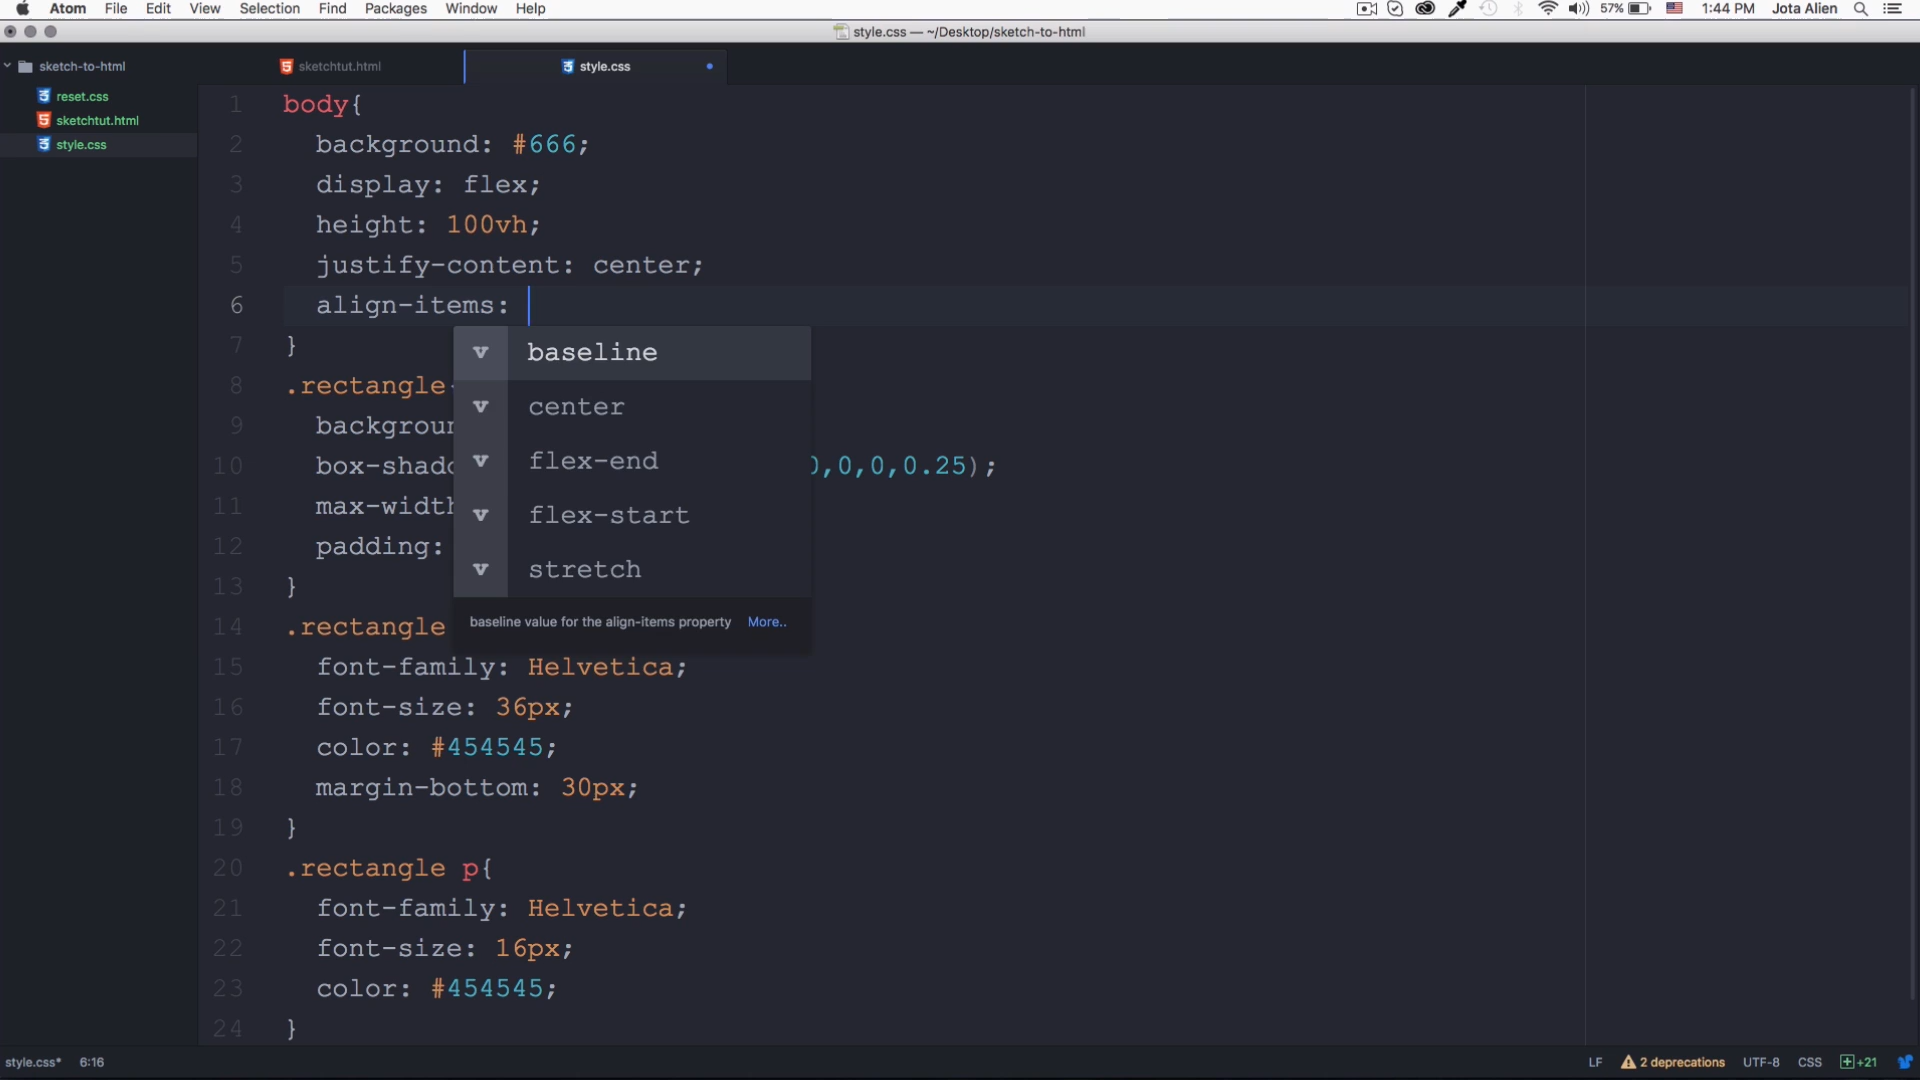 Atom File Edit View Selection Find Packages Window Help 57% 1:44 PM Jota Alien
style.css — ~/Desktop/sketch-to-html
sketch-to-html
reset.css
sketchtut.html
style.css
sketchtut.html
style.css
1 body{
2 background: #666;
3 display: flex;
4 height: 100vh;
5 justify-content: center;
6 align-items:
7 }
baseline
8 .rectangle
center
9 backgroun
flex-end
10 box-shado 0,0,0,0.25);
11 max-width
flex-start
12 padding:
stretch
13 }
baseline value for the align-items property More..
14 .rectangle
15 font-family: Helvetica;
16 font-size: 36px;
17 color: #454545;
18 margin-bottom: 30px;
19 }
20 .rectangle p{
21 font-family: Helvetica;
22 font-size: 16px;
23 color: #454545;
24 }
style.css* 6:16 LF 2 deprecations UTF-8 CSS +21